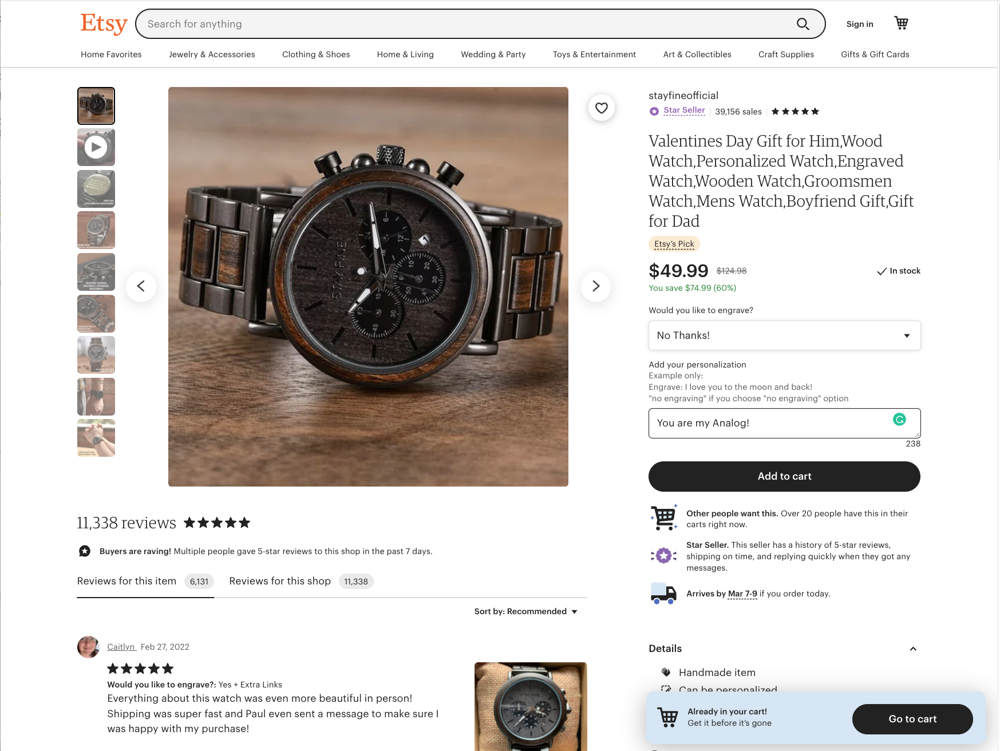 Etsy
Search for anything
Sign in
Home Favorites
Jewelry & Accessories
Clothing & Shoes
Home & Living
Wedding & Party
Toys & Entertainment
Art & Collectibles
Craft Supplies
Gifts & Gift Cards
stayfineofficial
Star Seller
39,156 sales
Valentines Day Gift for Him,Wood
Watch,Personalized Watch,Engraved
Watch,Wooden Watch,Groomsmen
Watch,Mens Watch,Boyfriend Gift,Gift
for Dad
Etsy's Pick
$49.99 $124.98
In stock
You save $74.99 (60%)
Would you like to engrave?
No Thanks!
Add your personalization
Example only:
Engrave: I love you to the moon and back!
"no engraving" if you choose "no engraving" option
You are my Analog!
238
Add to cart
Other people want this. Over 20 people have this in their
carts right now.
Star Seller. This seller has a history of 5-star reviews,
shipping on time, and replying quickly when they got any
messages.
Arrives by Mar 7-9 if you order today.
Details
Handmade item
Can be personalized
Already in your cart!
Get it before it's gone
Go to cart
STAYFINE
11,338 reviews
Buyers are raving! Multiple people gave 5-star reviews to this shop in the past 7 days.
Reviews for this item 6,131
Reviews for this shop 11,338
Sort by: Recommended
Caitlyn Feb 27, 2022
Would you like to engrave?: Yes + Extra Links
Everything about this watch was even more beautiful in person!
Shipping was super fast and Paul even sent a message to make sure I
was happy with my purchase!